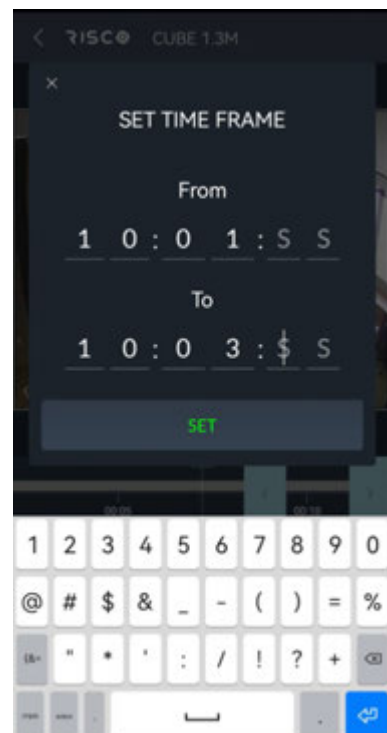 < RISCO CUBE 1.3M
×
SET TIME FRAME
From
1 0 : 0 1 : S S
To
1 0 : 0 3 : S S
SET
1 2 3 4 5 6 7 8 9 0
@ # $ & _ - ( ) = %
" * ' : / ! ? +
.